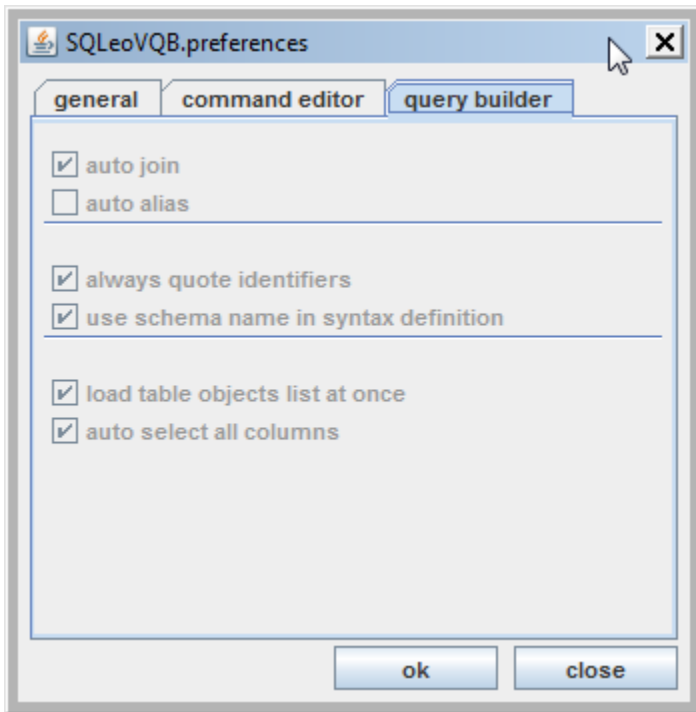 SQLeoVQB.preferences
general command editor query builder
auto join
auto alias
always quote identifiers
use schema name in syntax definition
load table objects list at once
auto select all columns
ok close